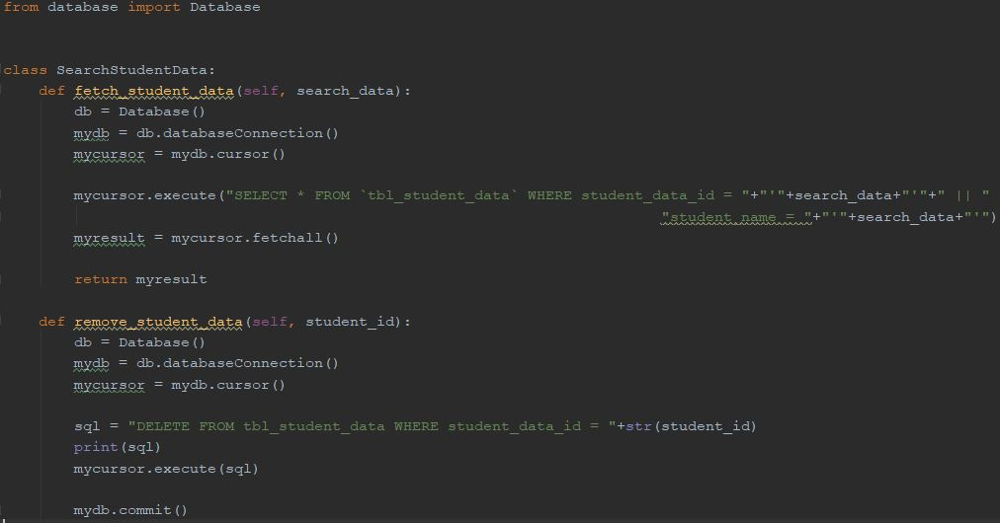 from database import Database
class SearchStudentData:
    def fetch_student_data(self, search_data):
        db = Database()
        mydb = db.databaseConnection()
        mycursor = mydb.cursor()
        mycursor.execute("SELECT * FROM `tbl_student_data` WHERE student_data_id = "+"'"+search_data+"'"+" || "
                                                                          "student_name = "+"'"+search_data+"'")
        myresult = mycursor.fetchall()
        return myresult
    def remove_student_data(self, student_id):
        db = Database()
        mydb = db.databaseConnection()
        mycursor = mydb.cursor()
        sql = "DELETE FROM tbl_student_data WHERE student_data_id = "+str(student_id)
        print(sql)
        mycursor.execute(sql)
        mydb.commit()